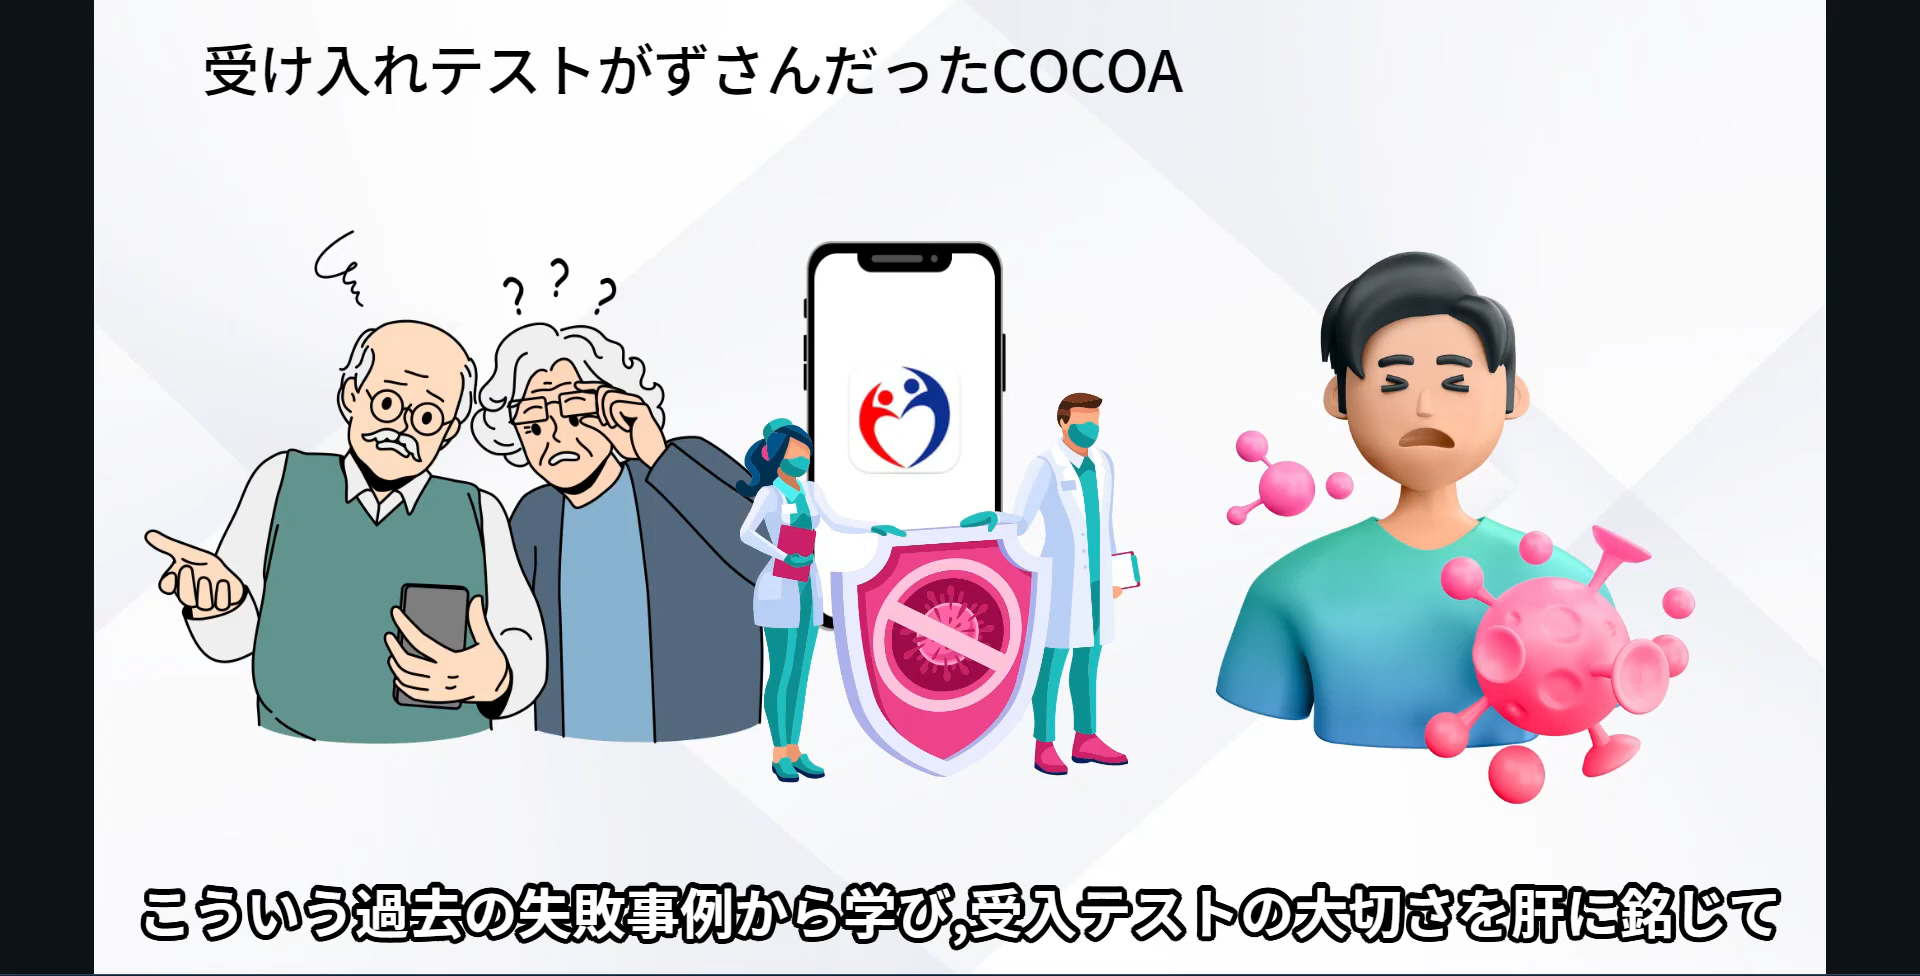 受け入れテストがずさんだったCOCOA
? ? ?
こういう過去の失敗事例から学び,受入テストの大切さを肝に銘じて